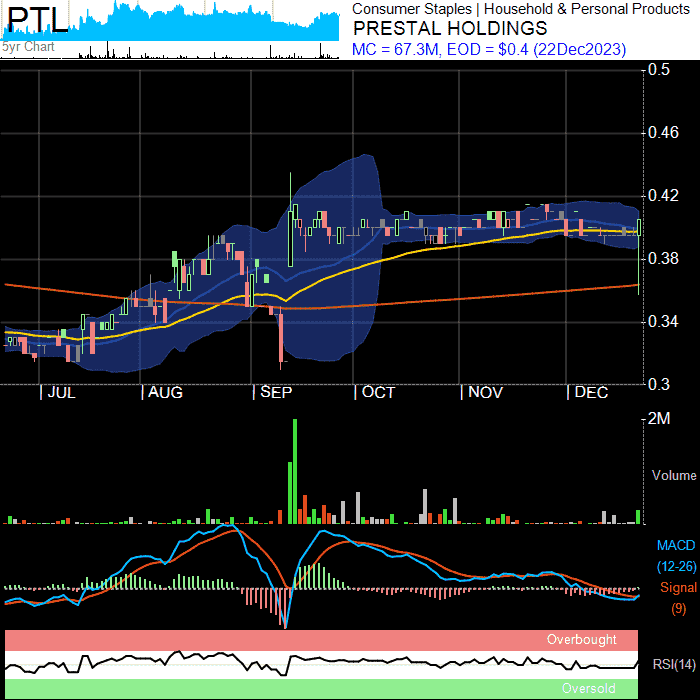 PTL
5yr Chart
Consumer Staples | Household & Personal Products
PRESTAL HOLDINGS
MC = 67.3M, EOD = $0.4 (22Dec2023)
0.5
0.46
0.42
0.38
0.34
0.3
JUL AUG SEP OCT NOV DEC
2M
Volume
MACD
(12-26)
Signal
(9)
Overbought
RSI(14)
Oversold